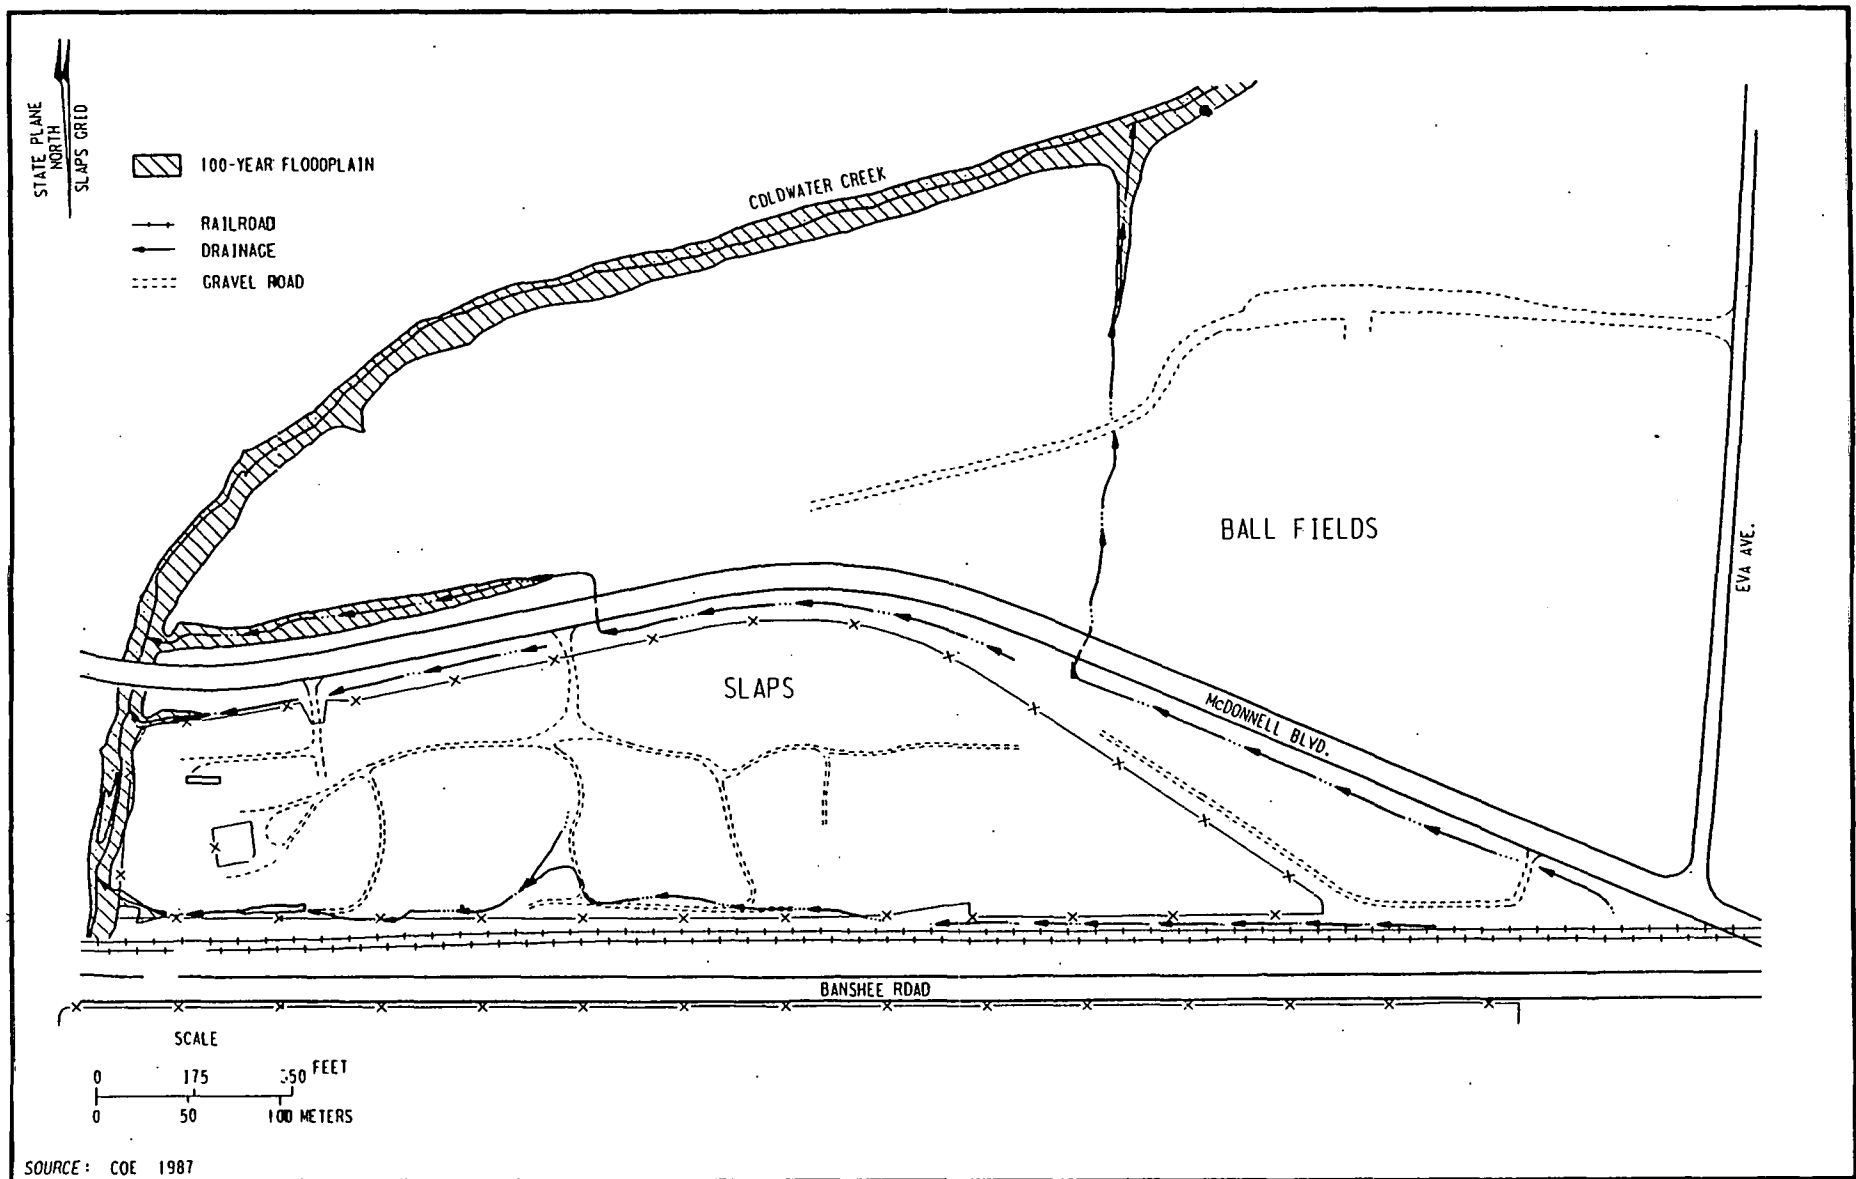 STATE PLANE
NORTH
SLAPS GRID
100-YEAR FLOODPLAIN
RAILROAD
DRAINAGE
GRAVEL ROAD
COLDWATER CREEK
BALL FIELDS
EVA AVE.
SLAPS
McDONNELL BLVD.
BANSHEE ROAD
SCALE
0 175 350 FEET
0 50 100 METERS
SOURCE: COE 1987